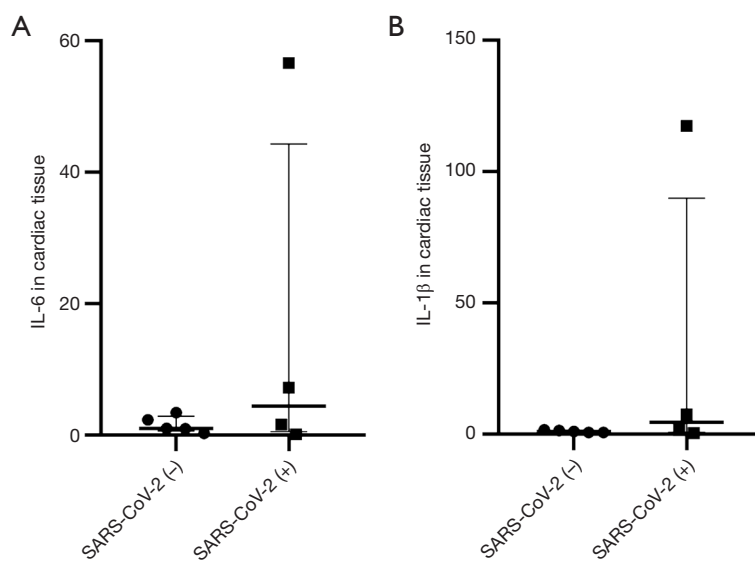 A
IL-6 in cardiac tissue
60
40
20
0
SARS-CoV-2 (–)
SARS-CoV-2 (+)
B
IL-1β in cardiac tissue
150
100
50
0
SARS-CoV-2 (–)
SARS-CoV-2 (+)